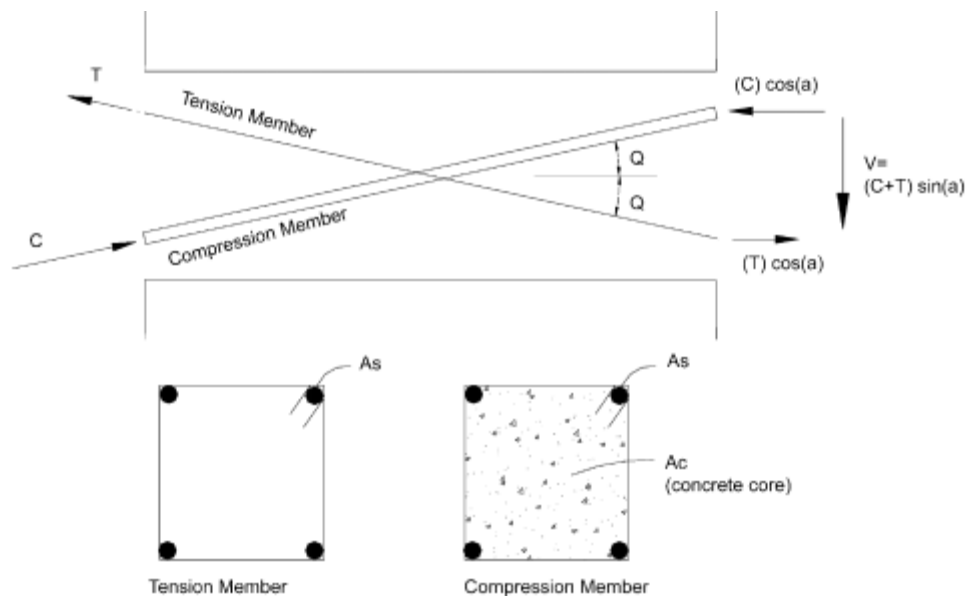 T
(C) cos(a)
Tension Member
Q
V=
(C+T) sin(a)
Q
Compression Member
C
(T) cos(a)
As
As
Ac
(concrete core)
Tension Member
Compression Member